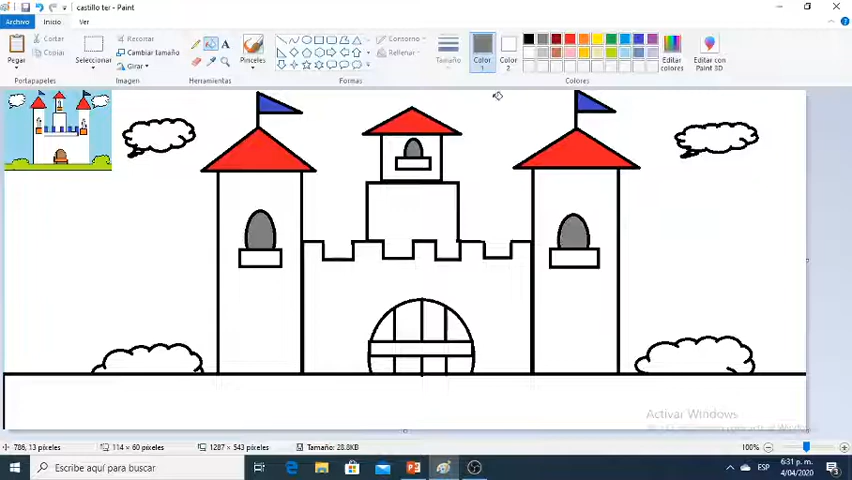 castillo ter - Paint
Archivo Inicio Ver
Pegar
Cortar
Copiar
Portapapeles
Seleccionar
Recortar
Cambiar tamaño
Girar
Imagen
A
Herramientas
Pinceles
Contorno
Rellenar
Formas
Tamaño
Color
1
Color
2
Editar
colores
Editar con
Paint 3D
Colores
Activar Windows
786, 13 píxeles
114 × 60 píxeles
1287 × 543 píxeles
Tamaño: 28.8KB
100%
Escribe aquí para buscar
ESP
6:31 p. m.
4/04/2020
3